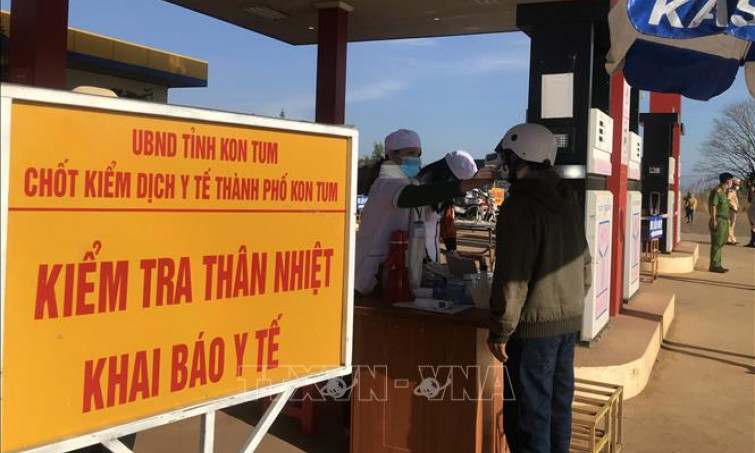 UBND TỈNH KON TUM
CHỐT KIỂM DỊCH Y TẾ THÀNH PHỐ KON TUM
KIỂM TRA THÂN NHIỆT
KHAI BÁO Y TẾ
KAS
TTXVN - VNA